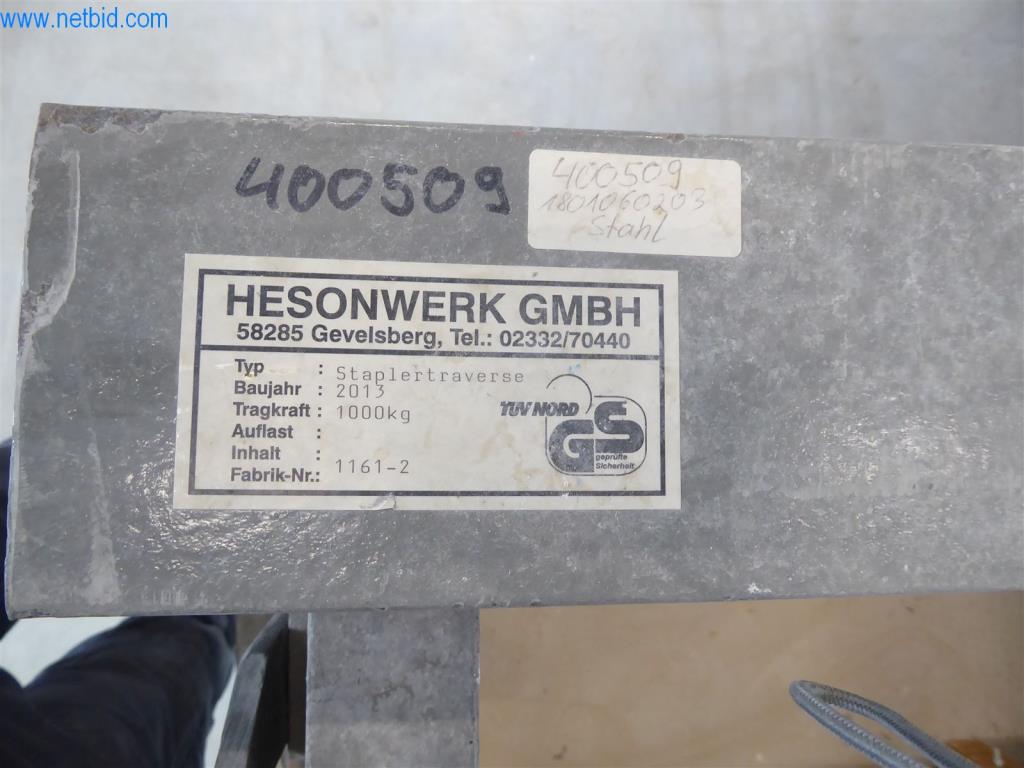 www.netbid.com
400509
400509
1801060203
Stahl
HESONWERK GMBH
58285 Gevelsberg, Tel.: 02332/70440
Typ : Staplertraverse
Baujahr : 2013
Tragkraft : 1000kg
Auflast :
Inhalt :
Fabrik-Nr.: 1161-2
TÜV NORD
GS
geprüfte
Sicherheit